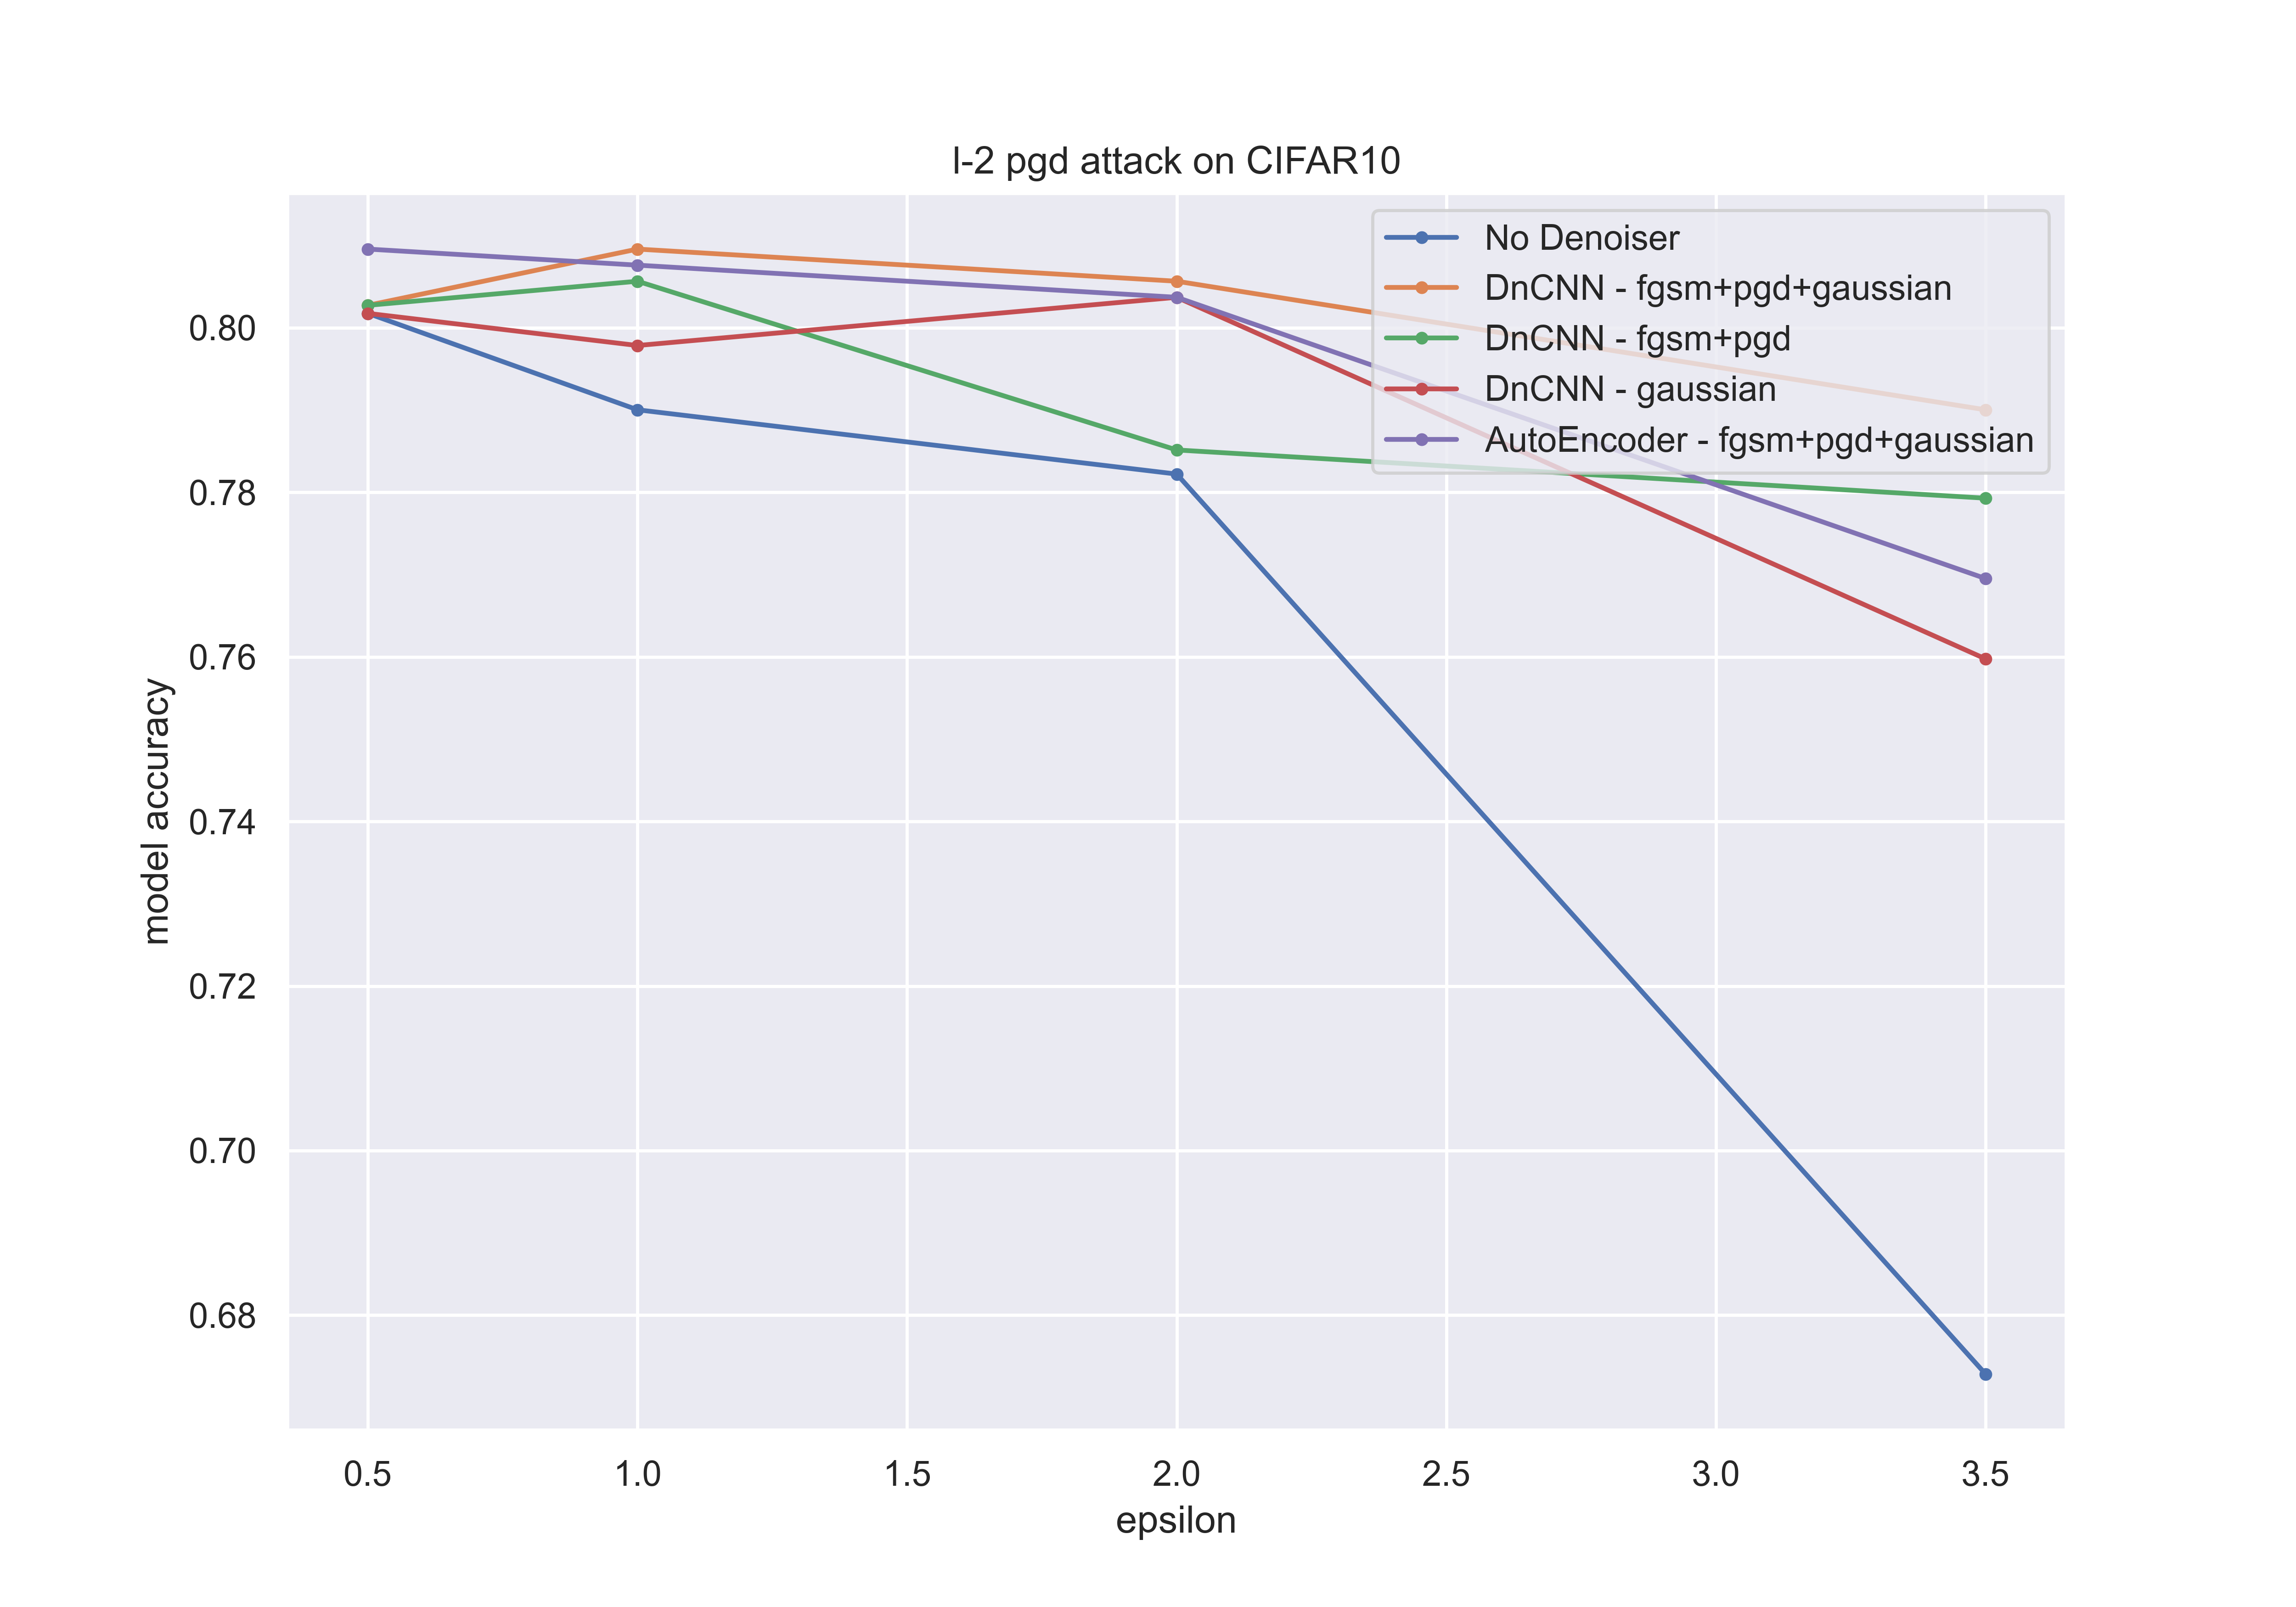 l-2 pgd attack on CIFAR10
No Denoiser
DnCNN - fgsm+pgd+gaussian
DnCNN - fgsm+pgd
DnCNN - gaussian
AutoEncoder - fgsm+pgd+gaussian
model accuracy
0.80
0.78
0.76
0.74
0.72
0.70
0.68
0.5 1.0 1.5 2.0 2.5 3.0 3.5
epsilon